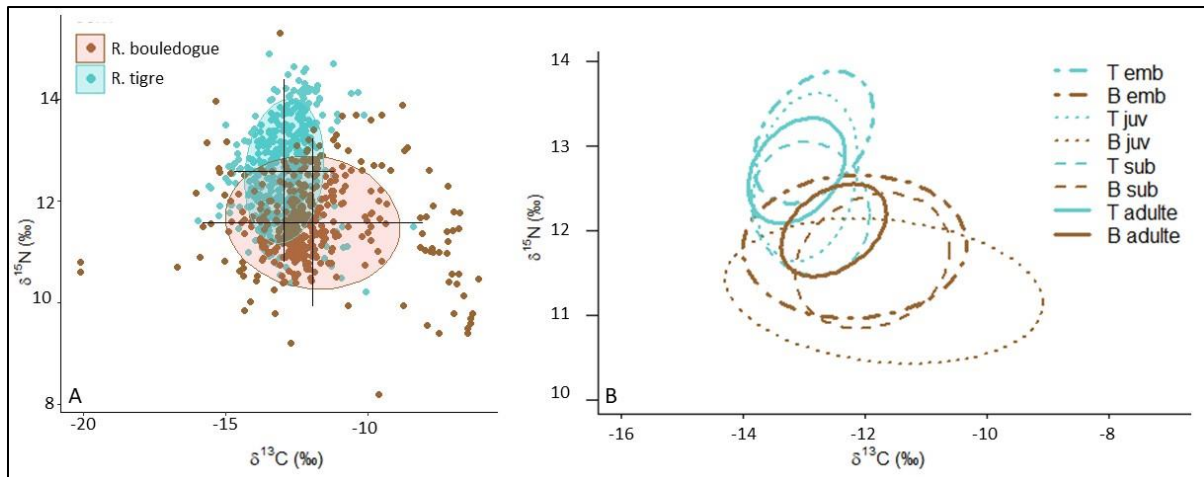 R. bouledogue
R. tigre
14
12
10
8
δ¹⁵N (‰)
A
-20
-15
-10
δ¹³C (‰)
14
13
12
11
10
δ¹⁵N (‰)
B
-16
-14
-12
-10
-8
δ¹³C (‰)
T emb
B emb
T juv
B juv
T sub
B sub
T adulte
B adulte